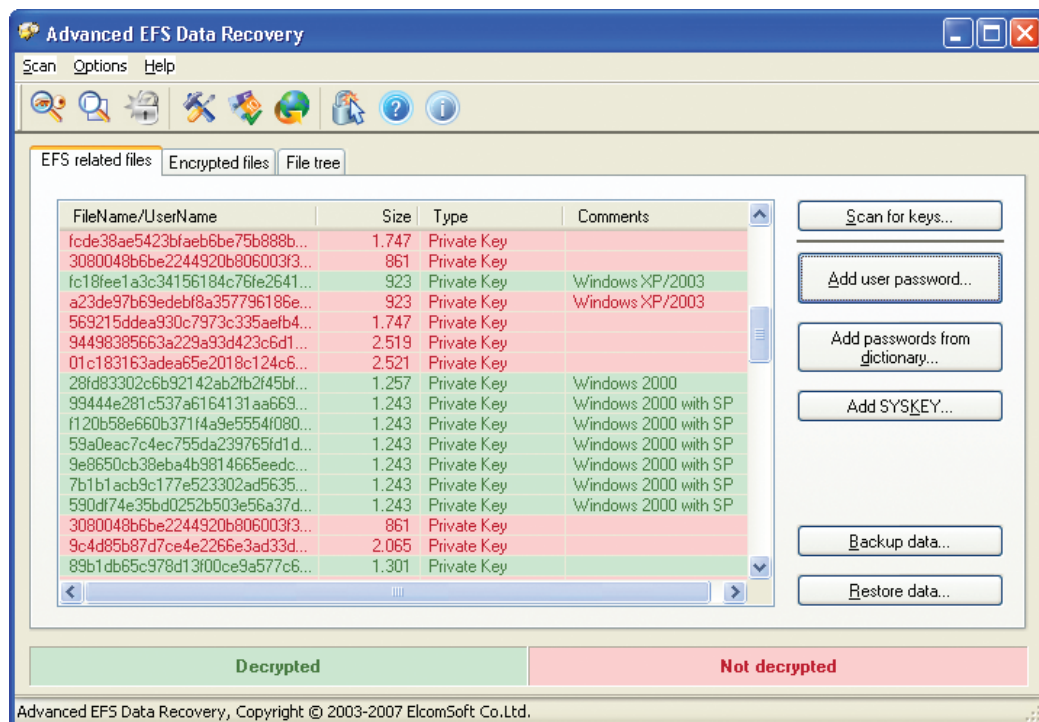 Advanced EFS Data Recovery
Scan Options Help
EFS related files Encrypted files File tree
FileName/UserName Size Type Comments
fcde38ae5423bfaeb6be75b888b... 1.747 Private Key
3080048b6be2244920b806003f3... 861 Private Key
fc18fee1a3c34156184c76fe2641... 923 Private Key Windows XP/2003
a23de97b69edebf8a357796186e... 923 Private Key Windows XP/2003
569215ddea930c7973c335aefb4... 1.747 Private Key
94498385663a229a93d423c6d1... 2.519 Private Key
01c183163adea65e2018c124c6... 2.521 Private Key
28fd83302c6b92142ab2fb2f45bf... 1.257 Private Key Windows 2000
99444e281c537a6164131aa669... 1.243 Private Key Windows 2000 with SP
f120b58e660b371f4a9e5554f080... 1.243 Private Key Windows 2000 with SP
59a0eac7c4ec755da239765fd1d... 1.243 Private Key Windows 2000 with SP
9e8650cb38eba4b9814665eedc... 1.243 Private Key Windows 2000 with SP
7b1b1acb9c177e523302ad5635... 1.243 Private Key Windows 2000 with SP
590df74e35bd0252b503e56a37d... 1.243 Private Key Windows 2000 with SP
3080048b6be2244920b806003f3... 861 Private Key
9c4d85b87d7ce4e2266e3ad33d... 2.065 Private Key
89b1db65c978d13f00ce9a577c6... 1.301 Private Key
Scan for keys...
Add user password...
Add passwords from
dictionary...
Add SYSKEY...
Backup data...
Restore data...
Decrypted Not decrypted
Advanced EFS Data Recovery, Copyright © 2003-2007 ElcomSoft Co.Ltd.